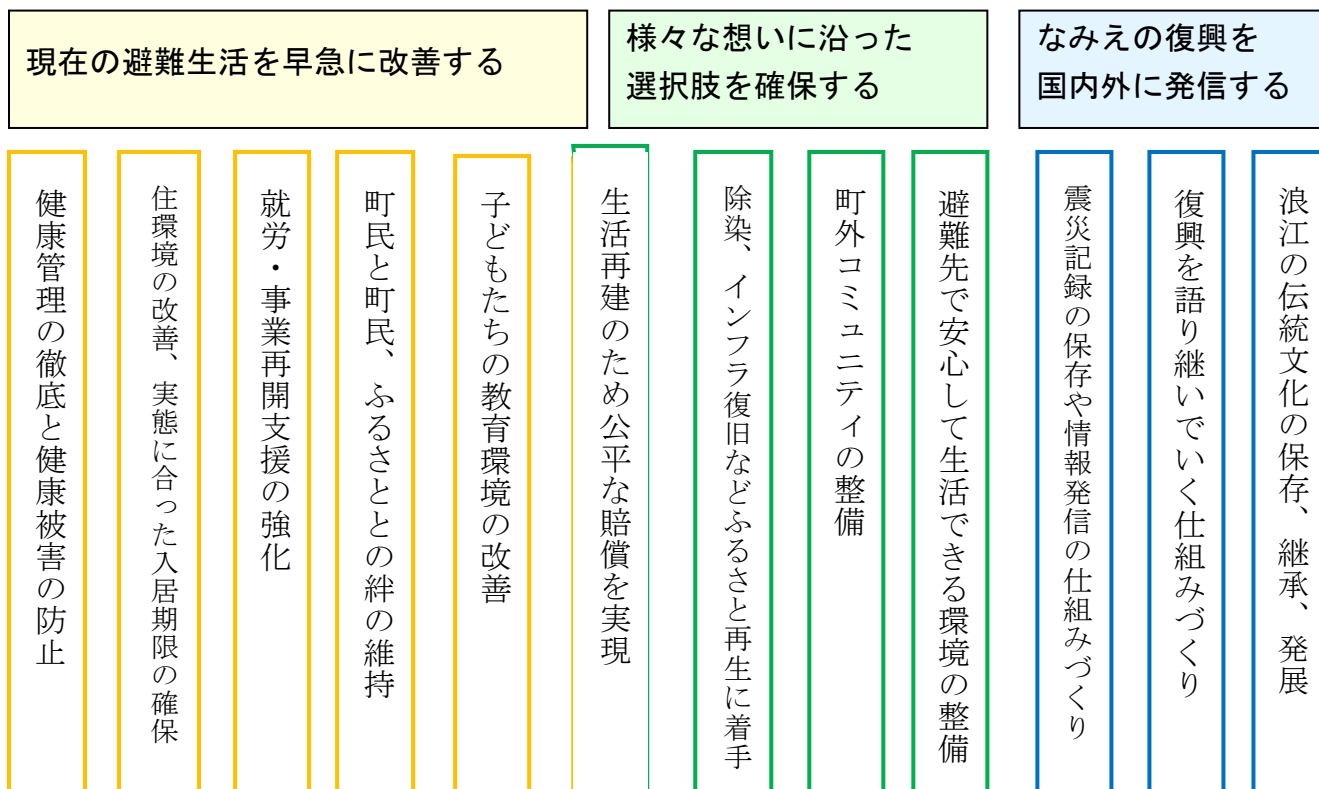 現在の避難生活を早急に改善する
様々な想いに沿った
選択肢を確保する
なみえの復興を
国内外に発信する
健康管理の徹底と健康被害の防止
住環境の改善、実態に合った入居期限の確保
就労・事業再開支援の強化
町民と町民、ふるさととの絆の維持
子どもたちの教育環境の改善
生活再建のため公平な賠償を実現
除染、インフラ復旧などふるさと再生に着手
町外コミュニティの整備
避難先で安心して生活できる環境の整備
震災記録の保存や情報発信の仕組みづくり
復興を語り継いでいく仕組みづくり
浪江の伝統文化の保存、継承、発展